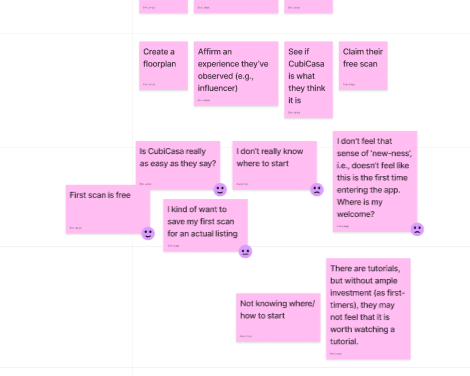 Create a
floorplan
Affirm an
experience they've
observed (e.g.,
influencer)
See if
CubiCasa
is what
they think
it is
Claim their
free scan
Is CubiCasa really
as easy as they say?
I don't really know
where to start
I don't feel that
sense of 'new-ness',
i.e., doesn't feel like
this is the first time
entering the app.
Where is my
welcome?
First scan is free
I kind of want to
save my first scan
for an actual listing
There are tutorials,
but without ample
investment (as first-
timers), they may
not feel that it is
worth watching a
tutorial.
Not knowing where/
how to start